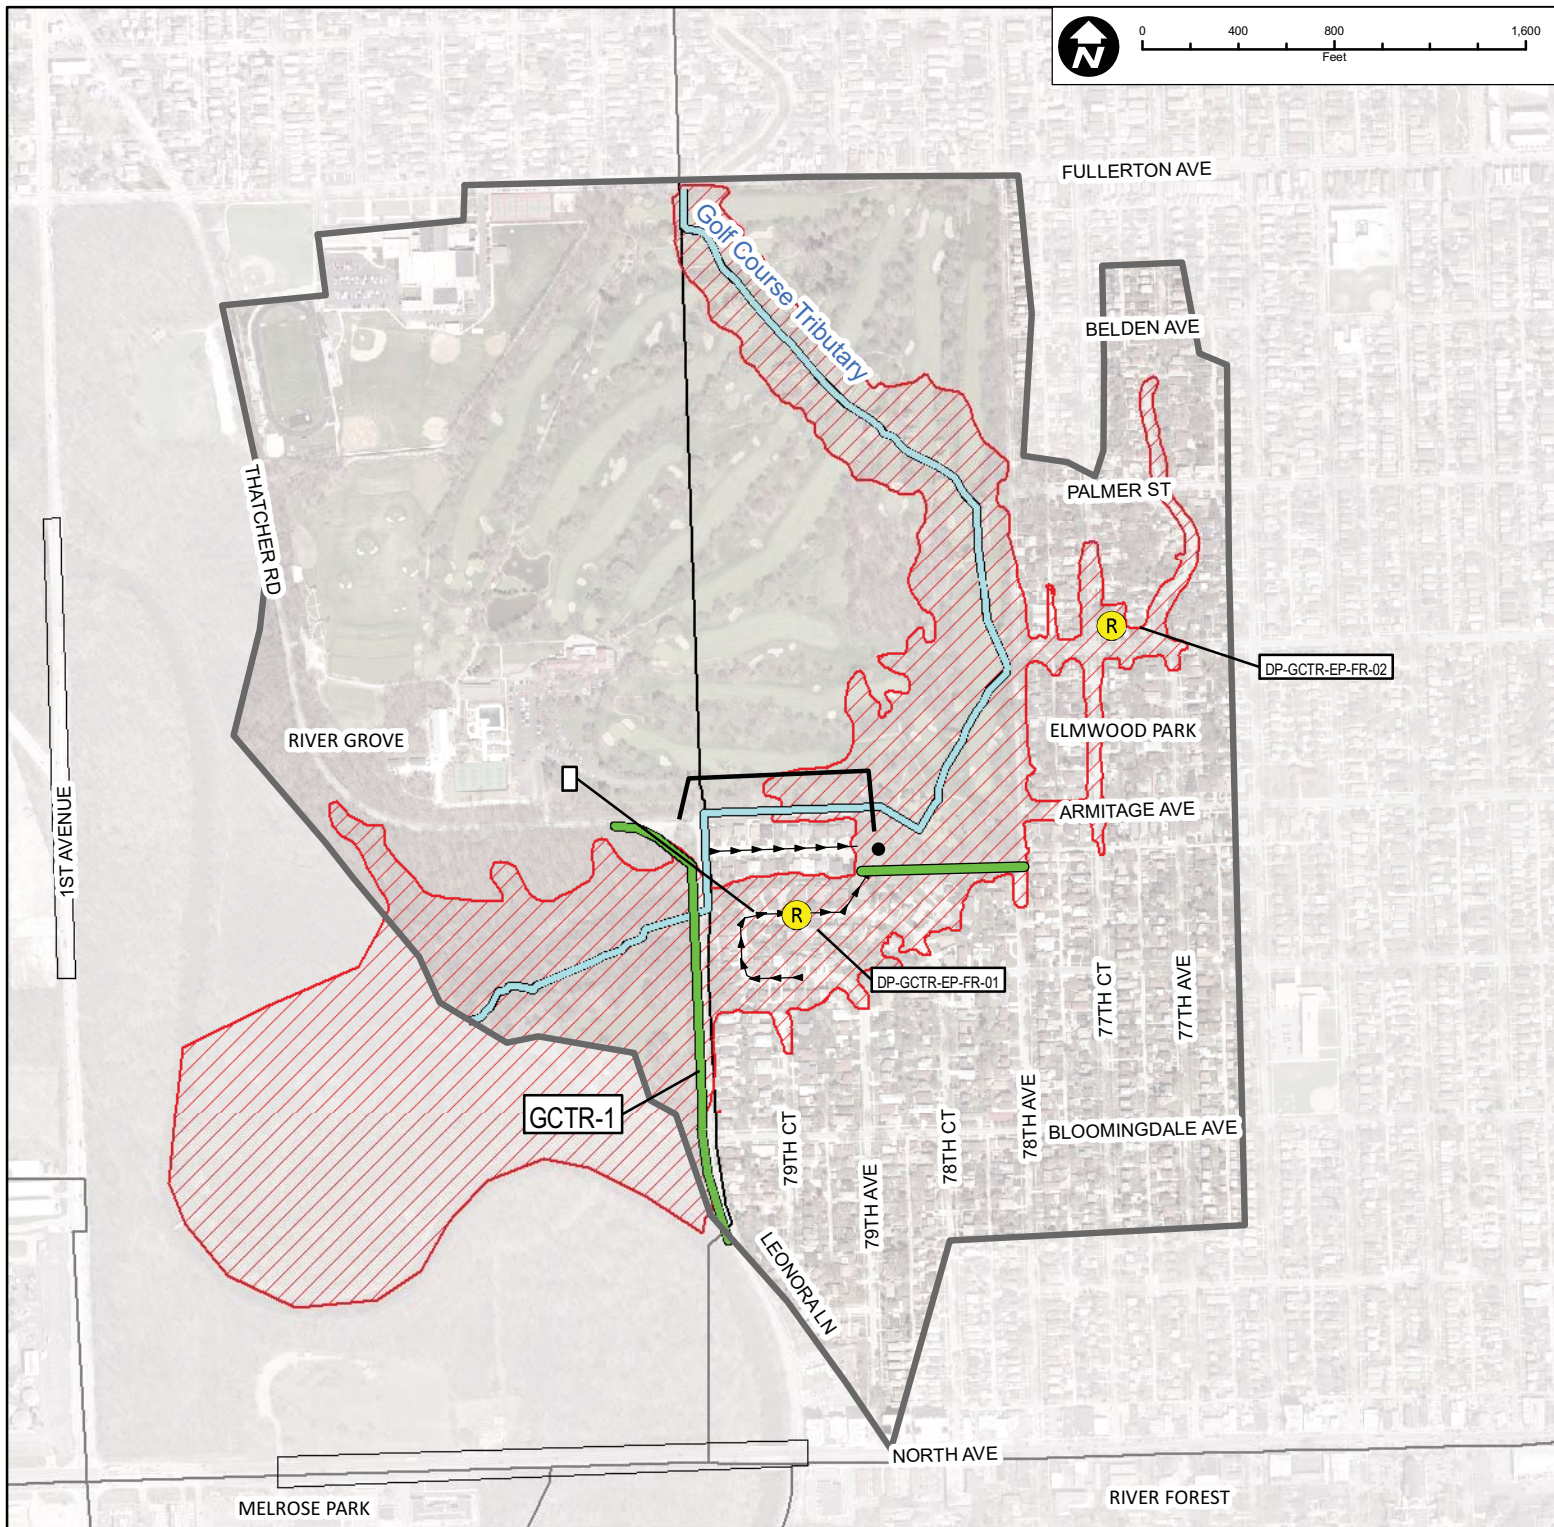 N
0 400 800 1,600
Feet
FULLERTON AVE
Golf Course Tributary
BELDEN AVE
THATCHER RD
PALMER ST
R
DP-GCTR-EP-FR-02
RIVER GROVE
ELMWOOD PARK
1ST AVENUE
ARMITAGE AVE
R
DP-GCTR-EP-FR-01
77TH CT
77TH AVE
GCTR-1
79TH CT
79TH AVE
78TH CT
78TH AVE
BLOOMINGDALE AVE
LEONORA LN
NORTH AVE
MELROSE PARK
RIVER FOREST